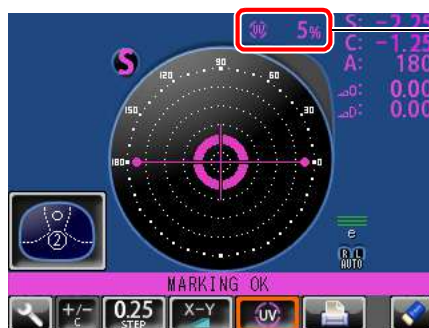 UV 5%
S: -2.25
C: -1.25
A: 180
⊿O: 0.00
⊿D: 0.00
S
150 120 90 60 30
180 0
2
e
R L
AUTO
MARKING OK
+/-
C
0.25
STEP
X-Y
UV